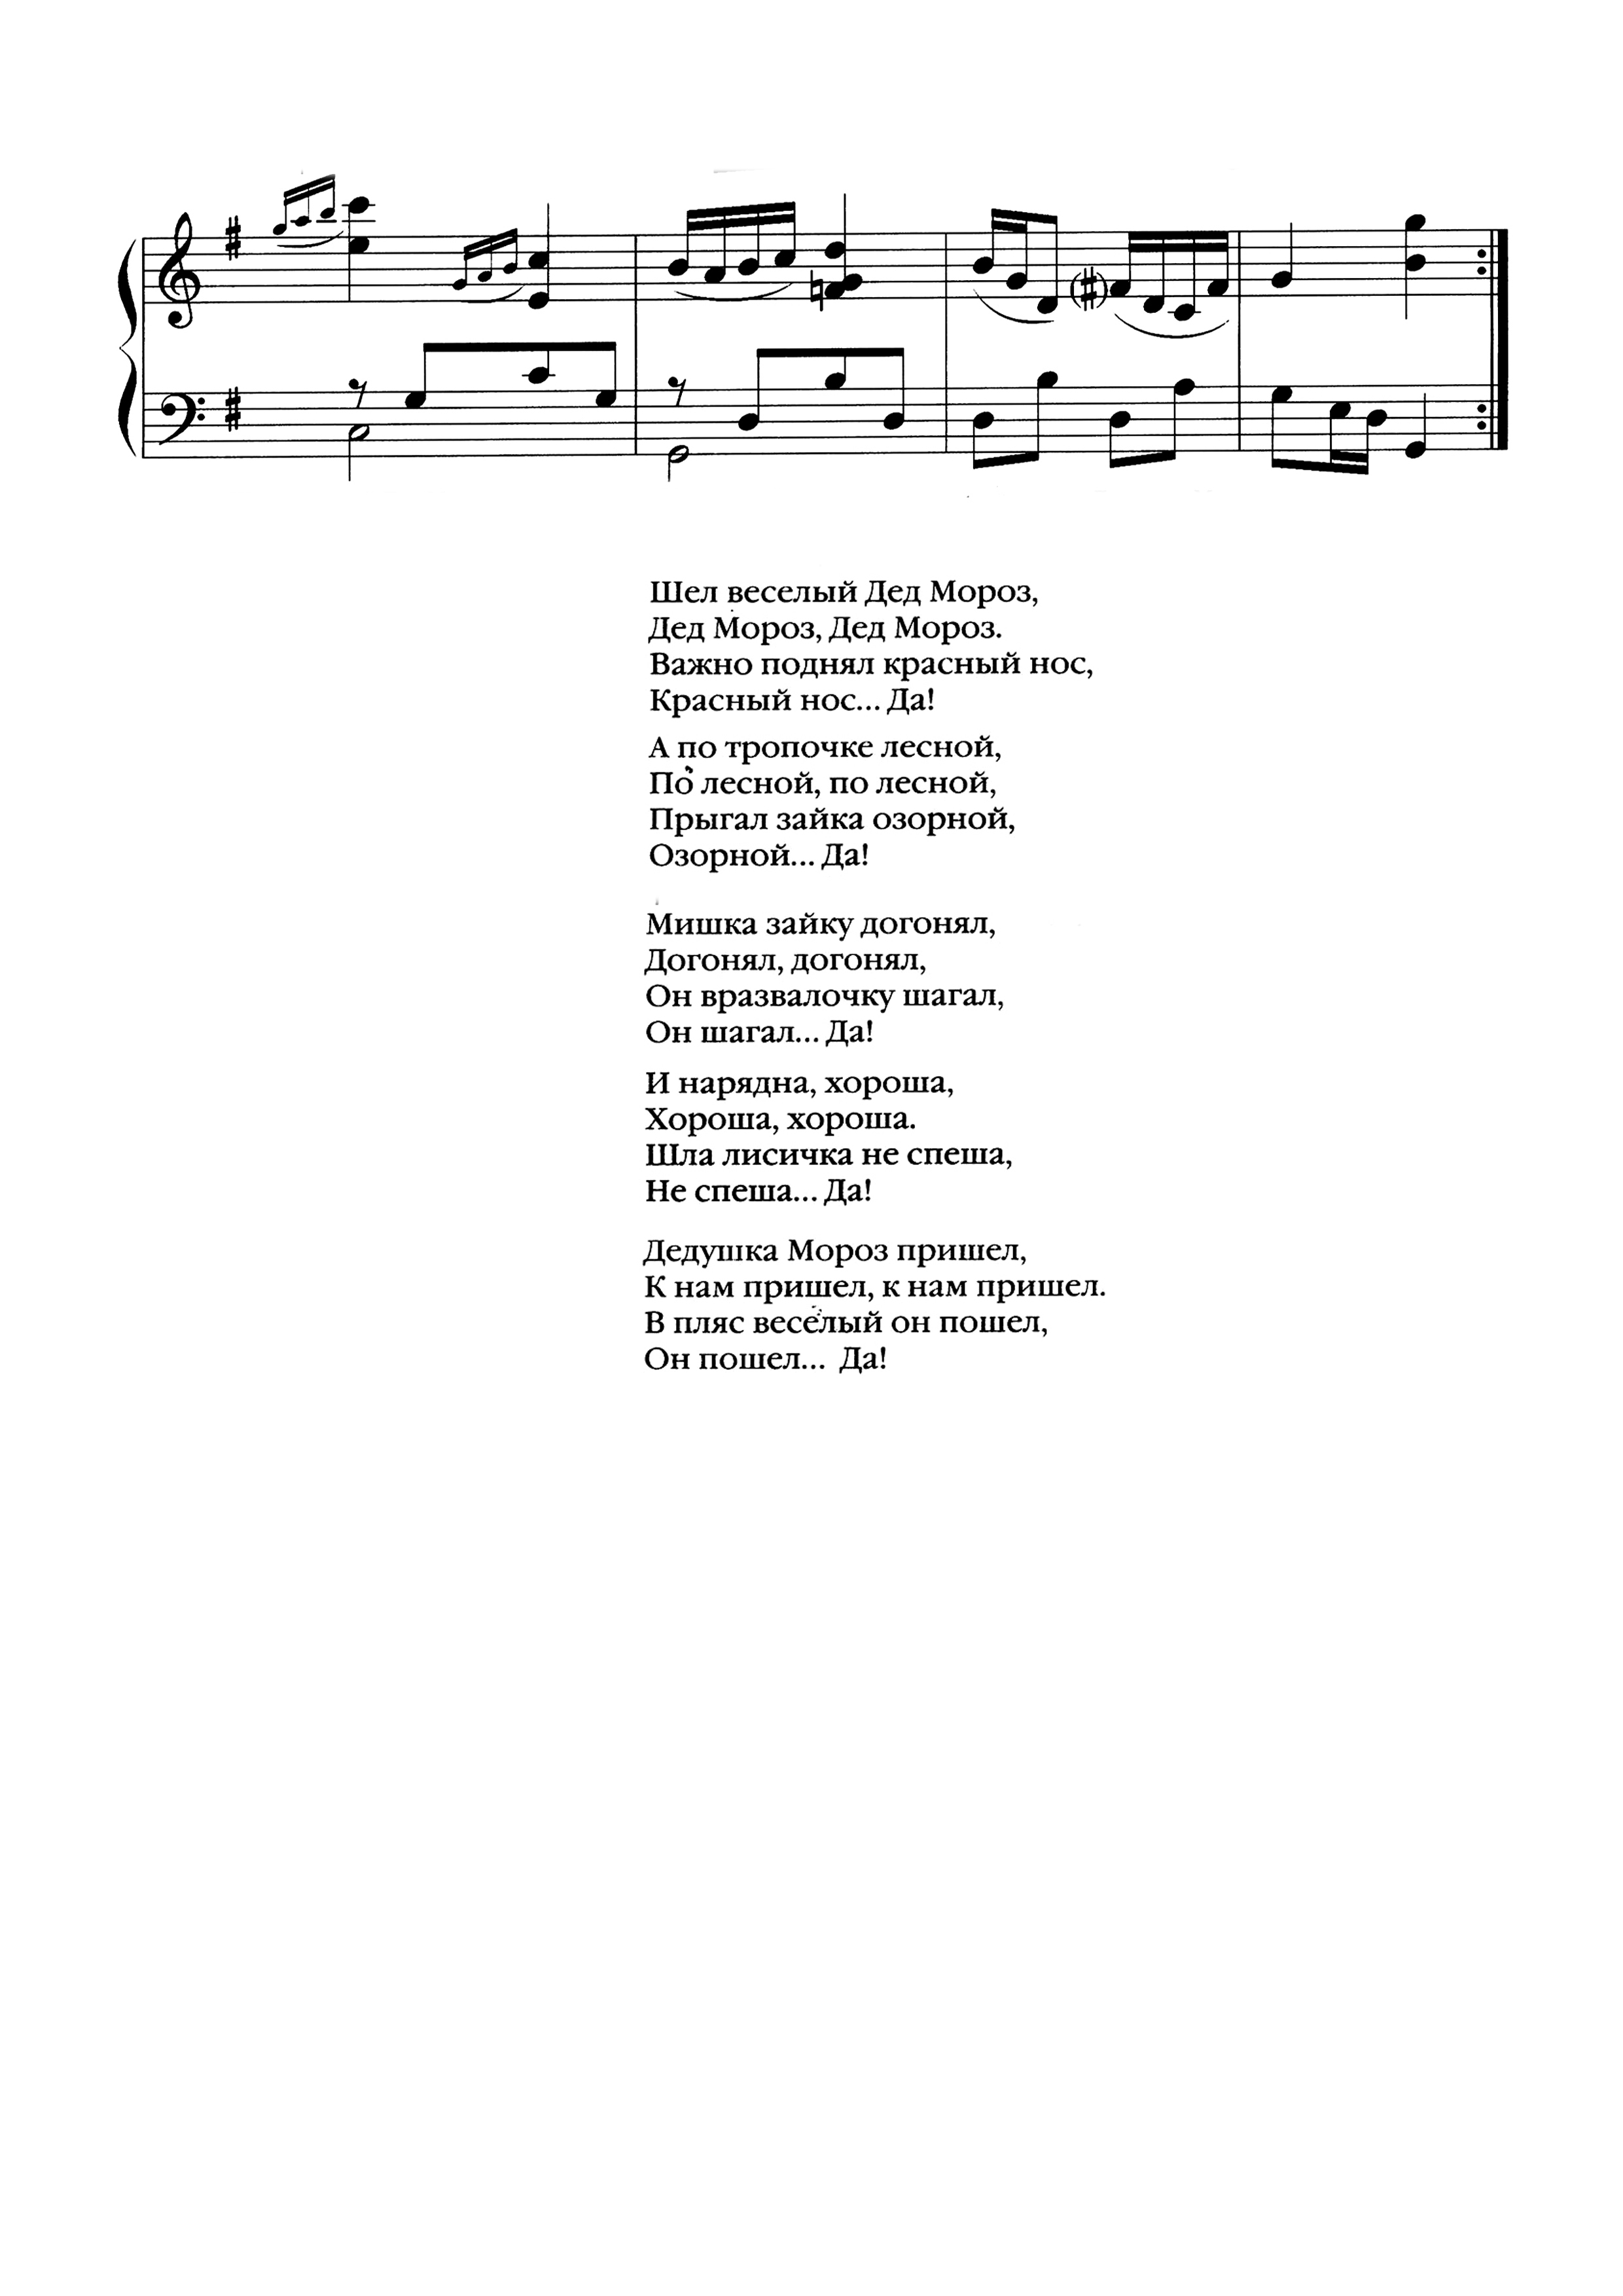 Шел веселый Дед Мороз,
Дед Мороз, Дед Мороз.
Важно поднял красный нос,
Красный нос... Да!
А по тропочке лесной,
По лесной, по лесной,
Прыгал зайка озорной,
Озорной... Да!
Мишка зайку догонял,
Догонял, догонял,
Он вразвалочку шагал,
Он шагал... Да!
И нарядна, хороша,
Хороша, хороша.
Шла лисичка не спеша,
Не спеша... Да!
Дедушка Мороз пришел,
К нам пришел, к нам пришел.
В пляс веселый он пошел,
Он пошел... Да!